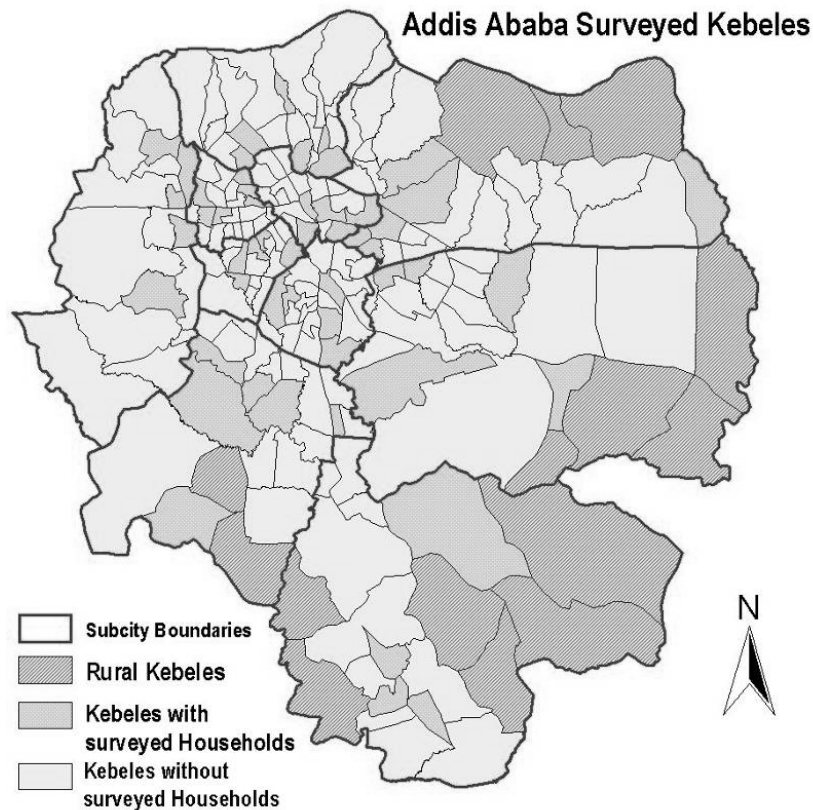 Addis Ababa Surveyed Kebeles
N
Subcity Boundaries
Rural Kebeles
Kebeles with
surveyed Households
Kebeles without
surveyed Households